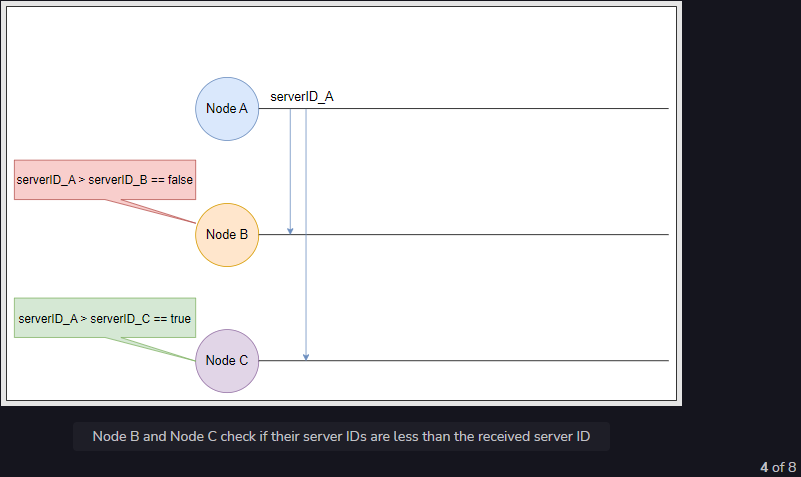 serverID_A
Node A
serverID_A > serverID_B == false
Node B
serverID_A > serverID_C == true
Node C
Node B and Node C check if their server IDs are less than the received server ID
4 of 8